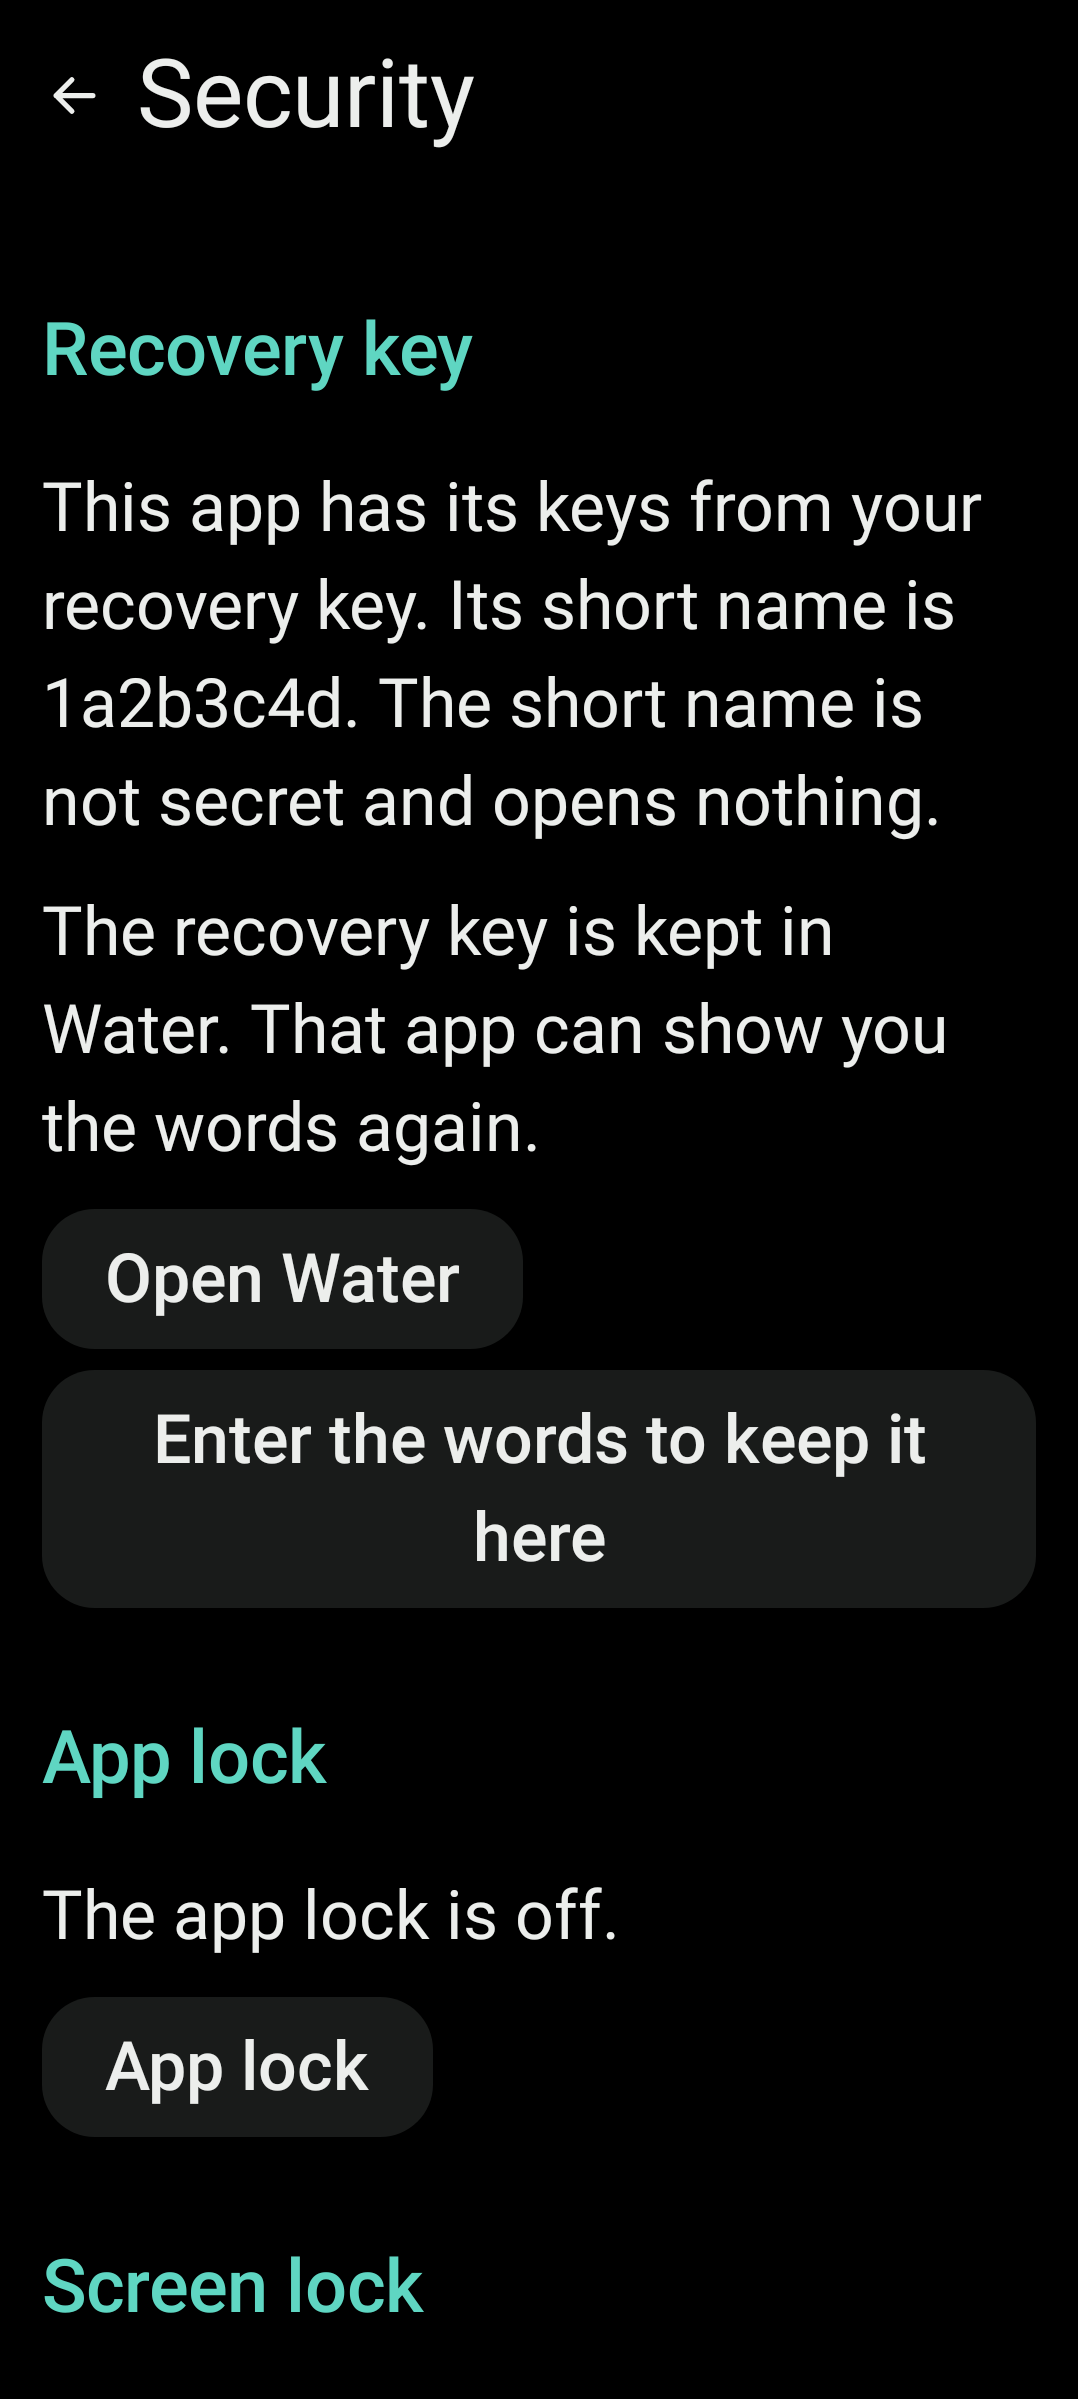 Security
Recovery key
This app has its keys from your
recovery key. Its short name is
1a2b3c4d. The short name is
not secret and opens nothing.
The recovery key is kept in
Water. That app can show you
the words again.
Open Water
Enter the words to keep it
here
App lock
The app lock is off.
App lock
Screen lock